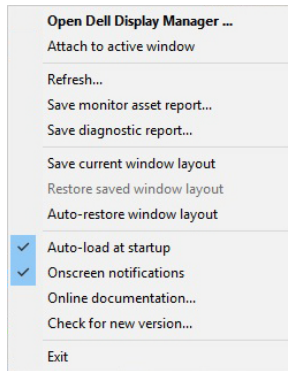 Open Dell Display Manager ...
Attach to active window
Refresh...
Save monitor asset report...
Save diagnostic report...
Save current window layout
Restore saved window layout
Auto-restore window layout
Auto-load at startup
Onscreen notifications
Online documentation...
Check for new version...
Exit